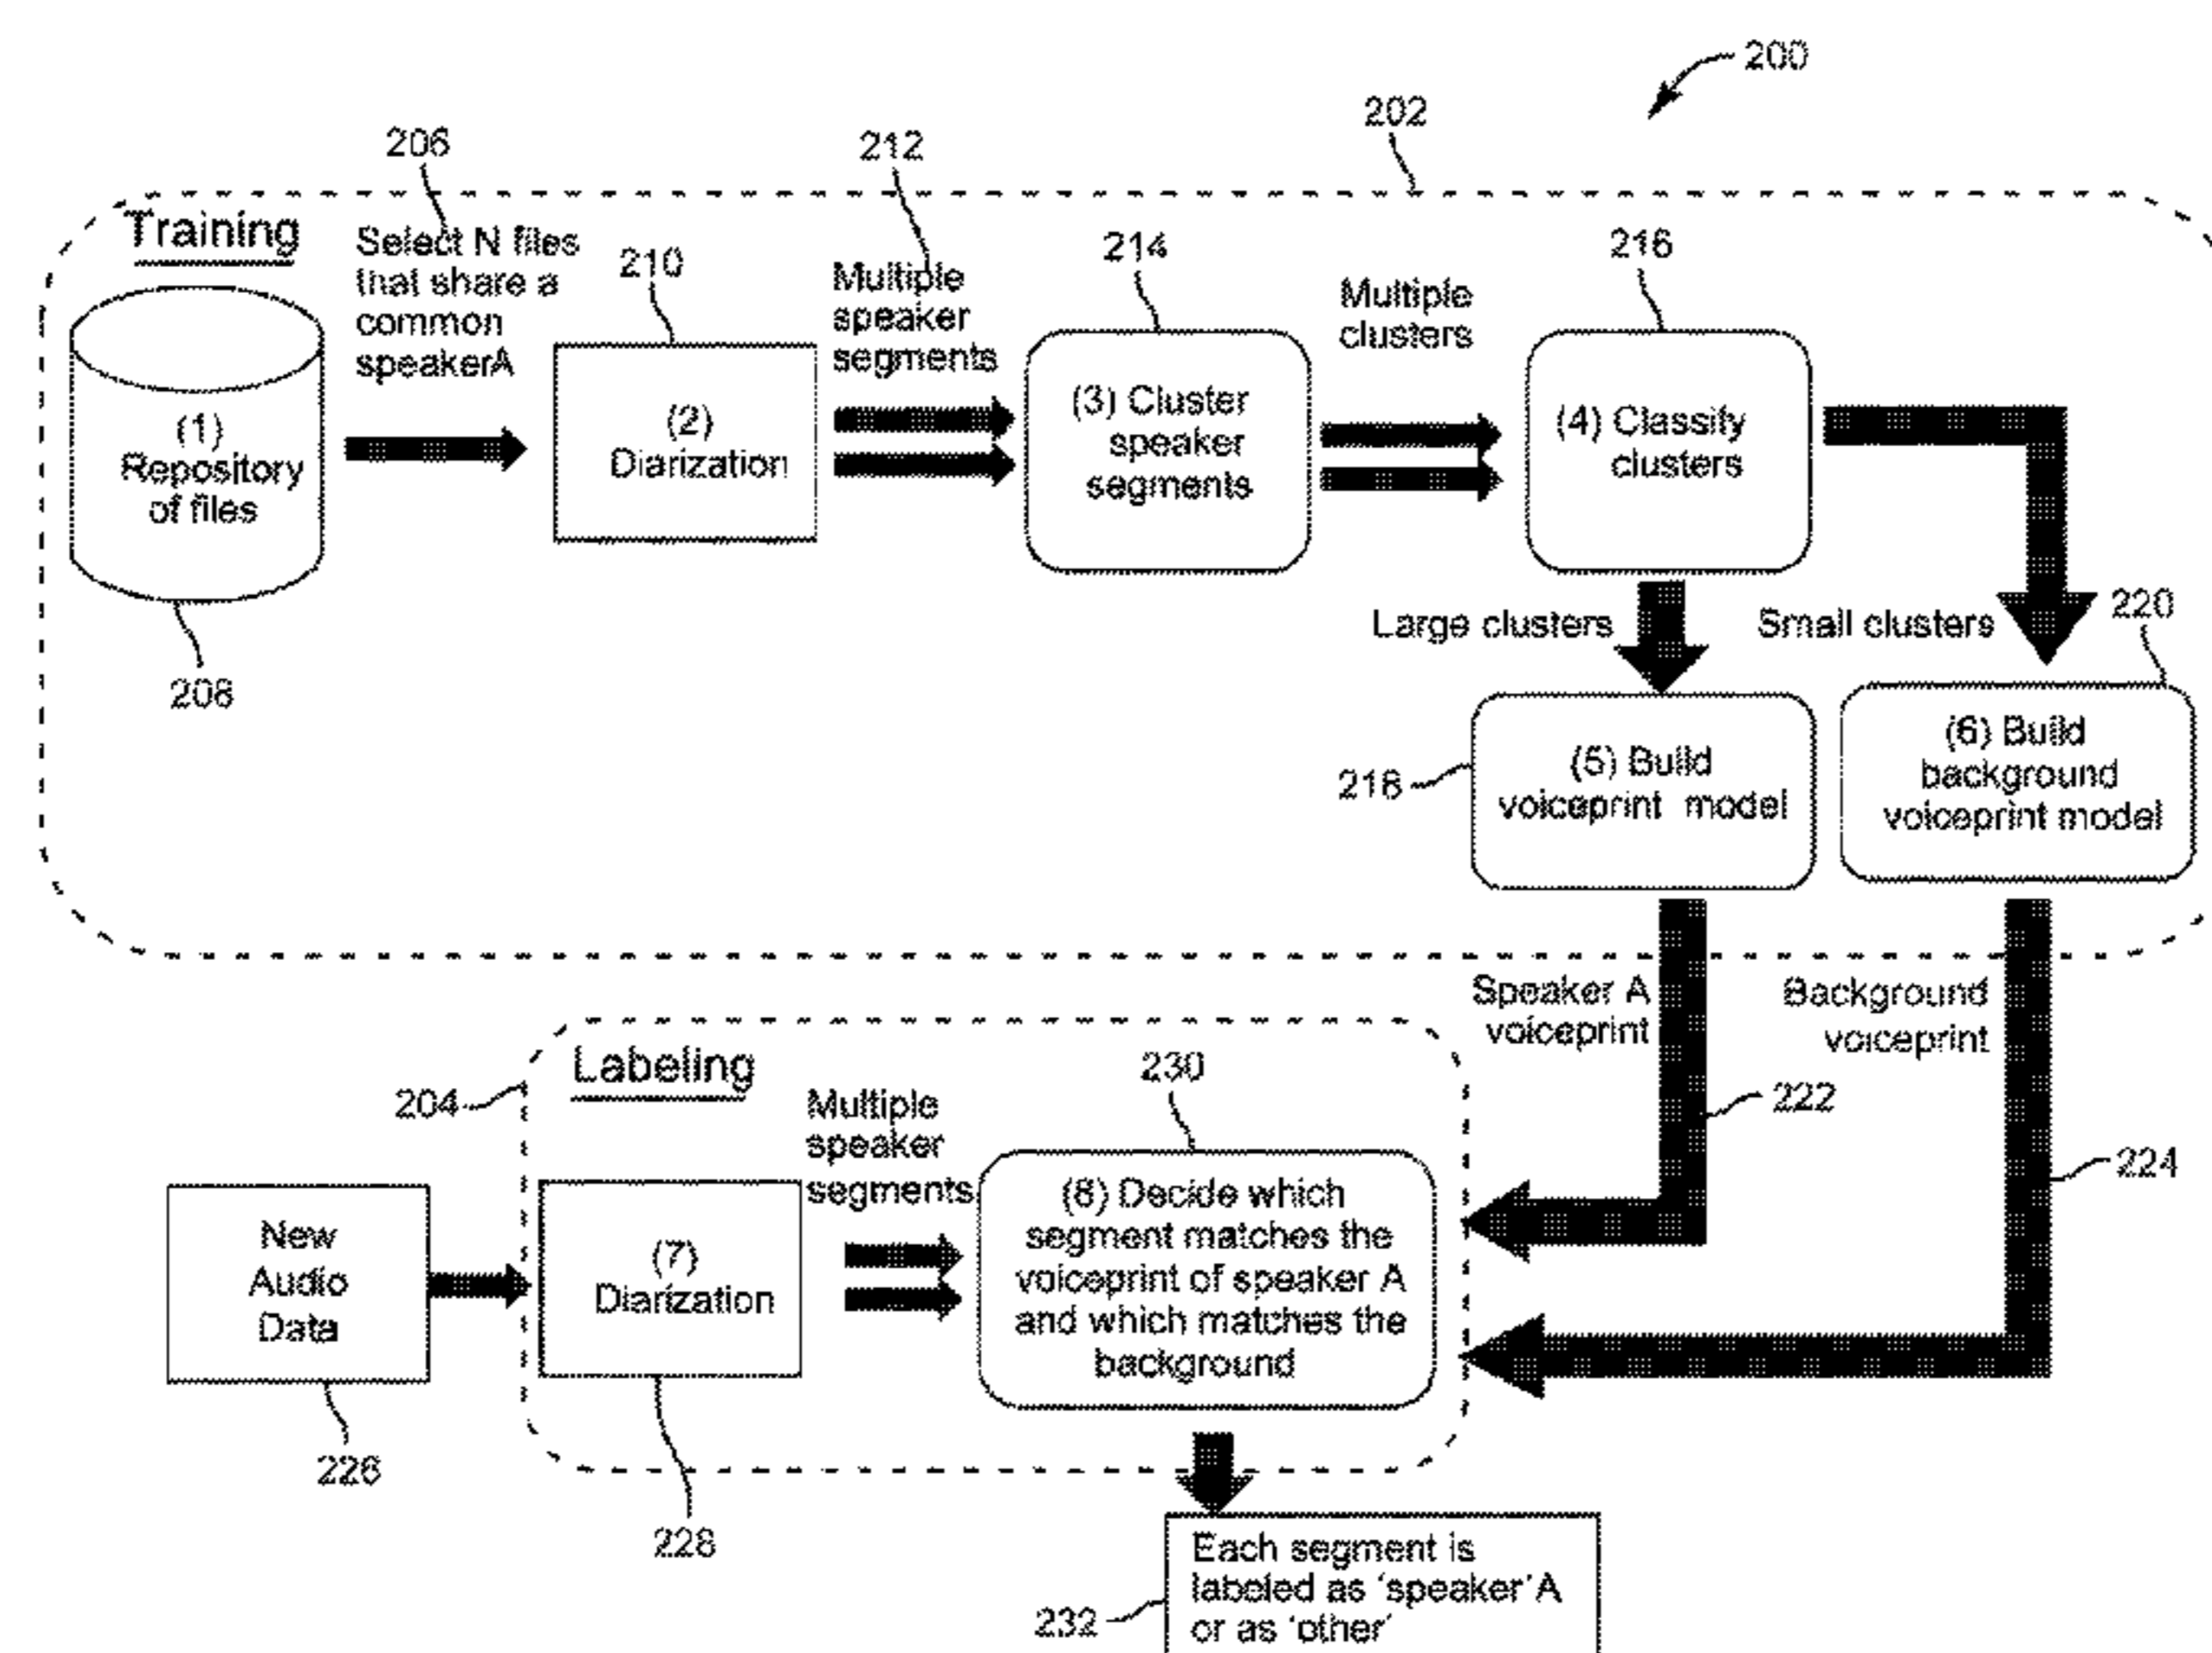 200
202
206
212
Training
Select N files
that share a
common
speakerA
210
Multiple
speaker
segments
214
Multiple
clusters
216
(1)
Repository
of files
(2)
Diarization
(3) Cluster
speaker
segments
(4) Classify
clusters
208
Large clusters
Small clusters
220
218
(5) Build
voiceprint model
(6) Build
background
voiceprint model
Speaker A
voiceprint
Background
voiceprint
204
Labeling
Multiple
speaker
segments
230
222
224
New
Audio
Data
(7)
Diarization
(8) Decide which
segment matches the
voiceprint of speaker A
and which matches the
background
226
228
232
Each segment is
labeled as 'speaker'A
or as 'other'